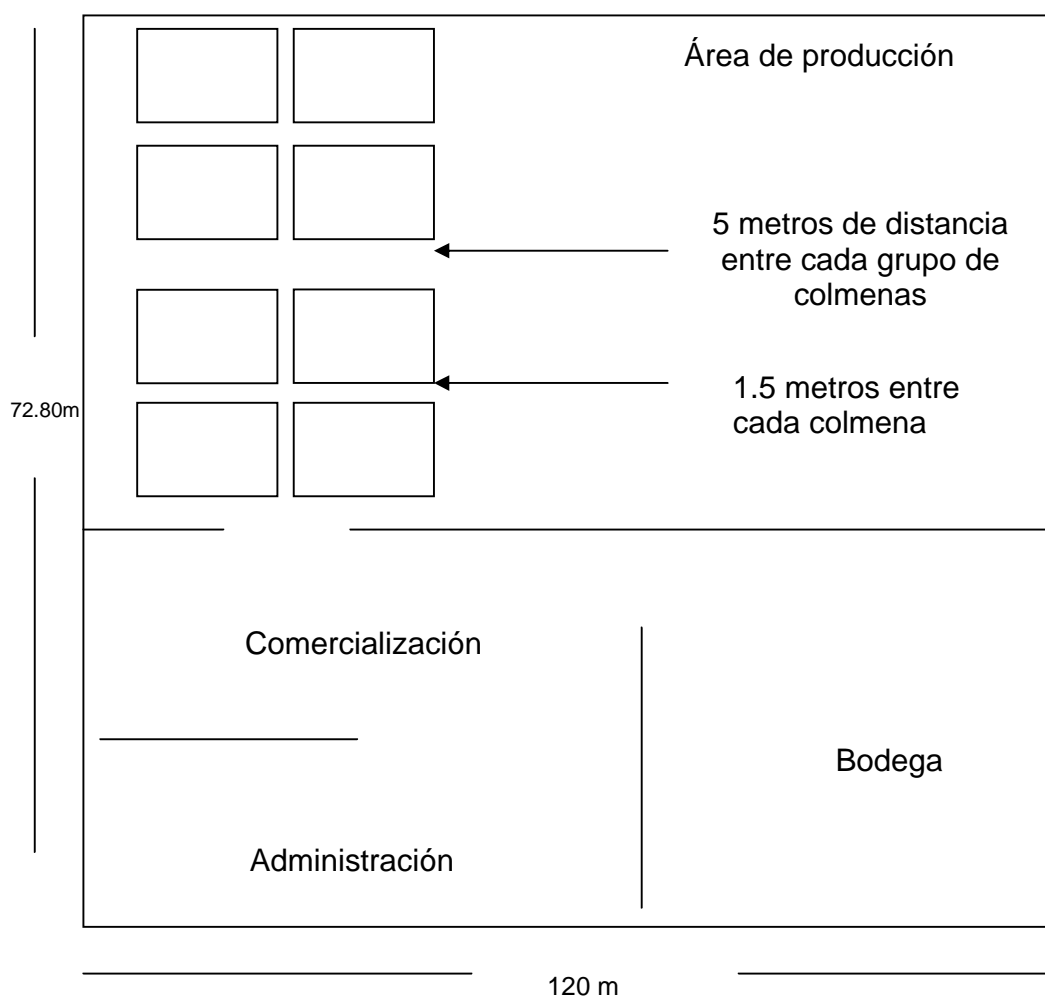 Área de producción
5 metros de distancia
entre cada grupo de
colmenas
1.5 metros entre
cada colmena
72.80m
Comercialización
Bodega
Administración
120 m